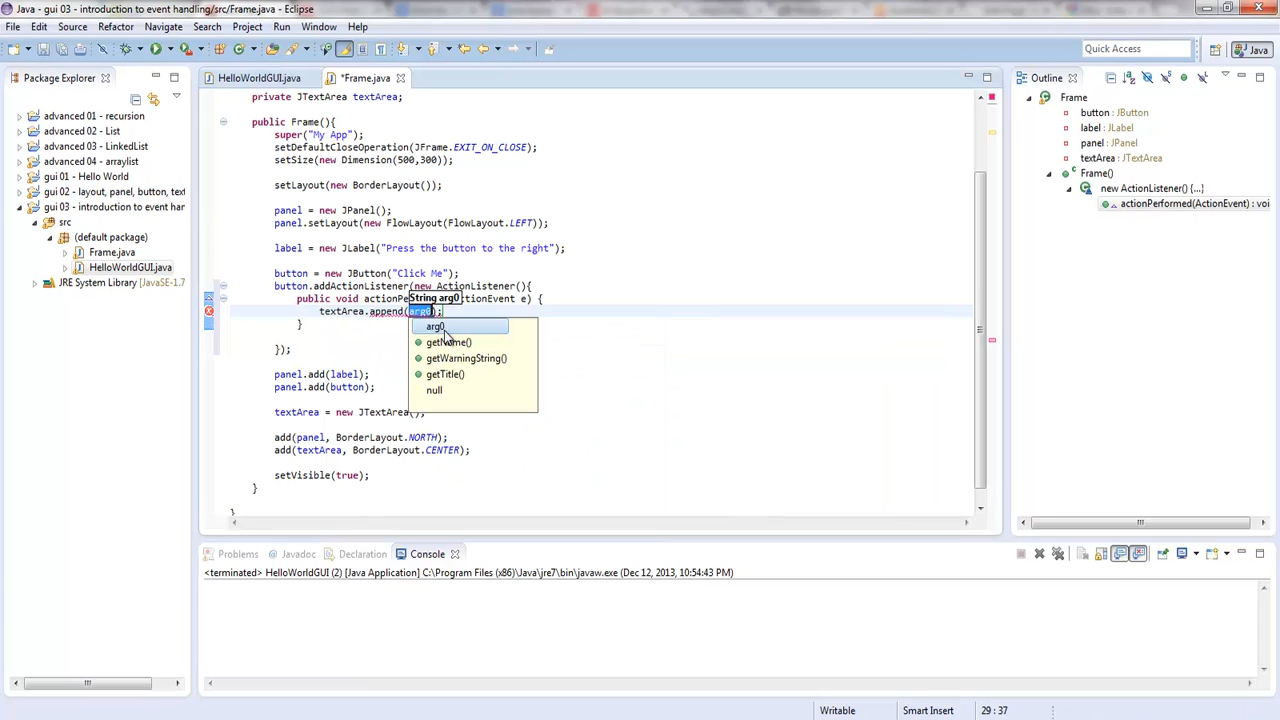 Java - gui 03 - introduction to event handling/src/Frame.java - Eclipse
File Edit Source Refactor Navigate Search Project Run Window Help
Quick Access
Java
Package Explorer
HelloWorldGUI.java
*Frame.java
Outline
advanced 01 - recursion
advanced 02 - List
advanced 03 - LinkedList
advanced 04 - arraylist
gui 01 - Hello World
gui 02 - layout, panel, button, text
gui 03 - introduction to event han
src
(default package)
Frame.java
HelloWorldGUI.java
JRE System Library [JavaSE-1.7
private JTextArea textArea;
public Frame(){
super("My App");
setDefaultCloseOperation(JFrame.EXIT_ON_CLOSE);
setSize(new Dimension(500,300));
setLayout(new BorderLayout());
panel = new JPanel();
panel.setLayout(new FlowLayout(FlowLayout.LEFT));
label = new JLabel("Press the button to the right");
button = new JButton("Click Me");
button.addActionListener(new ActionListener(){
public void actionPe String arg0 ctionEvent e) {
textArea.append(arg0);
}
arg0
getName()
getWarningString()
getTitle()
null
});
panel.add(label);
panel.add(button);
textArea = new JTextArea();
add(panel, BorderLayout.NORTH);
add(textArea, BorderLayout.CENTER);
setVisible(true);
}
}
Frame
button : JButton
label : JLabel
panel : JPanel
textArea : JTextArea
Frame()
new ActionListener() {...}
actionPerformed(ActionEvent) : voi
Problems
@ Javadoc
Declaration
Console
<terminated> HelloWorldGUI (2) [Java Application] C:\Program Files (x86)\Java\jre7\bin\javaw.exe (Dec 12, 2013, 10:54:43 PM)
Writable
Smart Insert
29 : 37